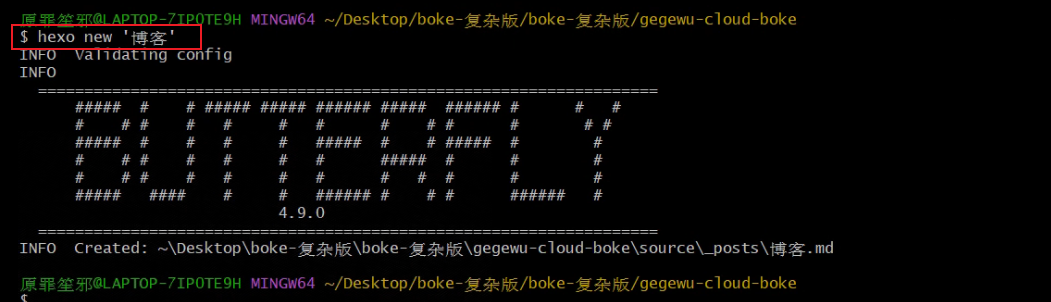 原罪笙邪@LAPTOP-ZIPOTE9H MINGW64 ~/Desktop/boke-复杂版/boke-复杂版/gegewu-cloud-boke
$ hexo new '博客'
INFO  Validating config
INFO
===================================================================
BUTTERFLY
4.9.0
===================================================================
INFO  Created: ~\Desktop\boke-复杂版\boke-复杂版\gegewu-cloud-boke\source\_posts\博客.md
原罪笙邪@LAPTOP-ZIPOTE9H MINGW64 ~/Desktop/boke-复杂版/boke-复杂版/gegewu-cloud-boke
$